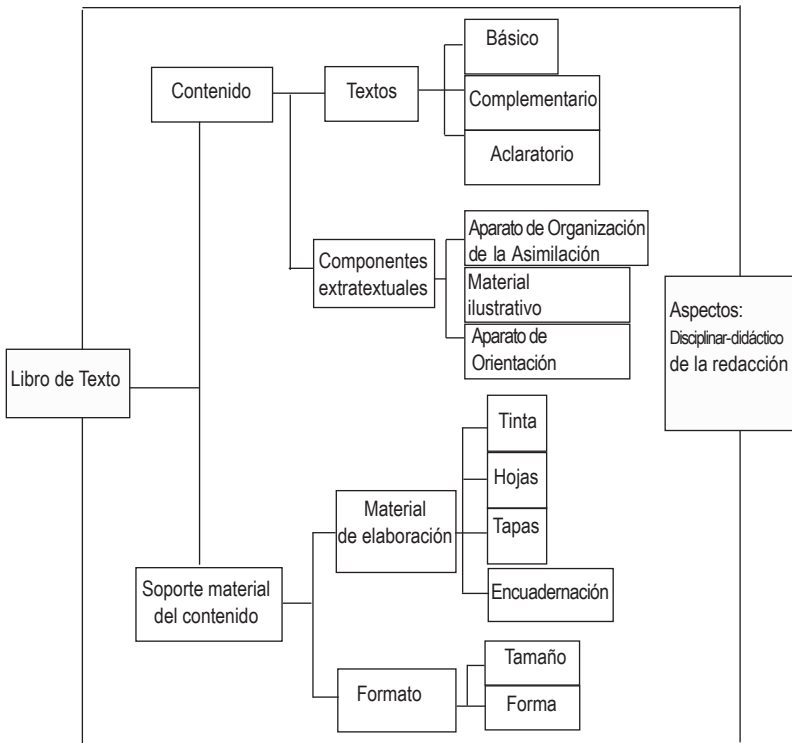 Libro de Texto
Contenido
Textos
Básico
Complementario
Aclaratorio
Componentes
extratextuales
Aparato de Organización
de la Asimilación
Material
ilustrativo
Aparato de
Orientación
Soporte material
del contenido
Material
de elaboración
Tinta
Hojas
Tapas
Encuadernación
Formato
Tamaño
Forma
Aspectos:
Disciplinar-didáctico
de la redacción